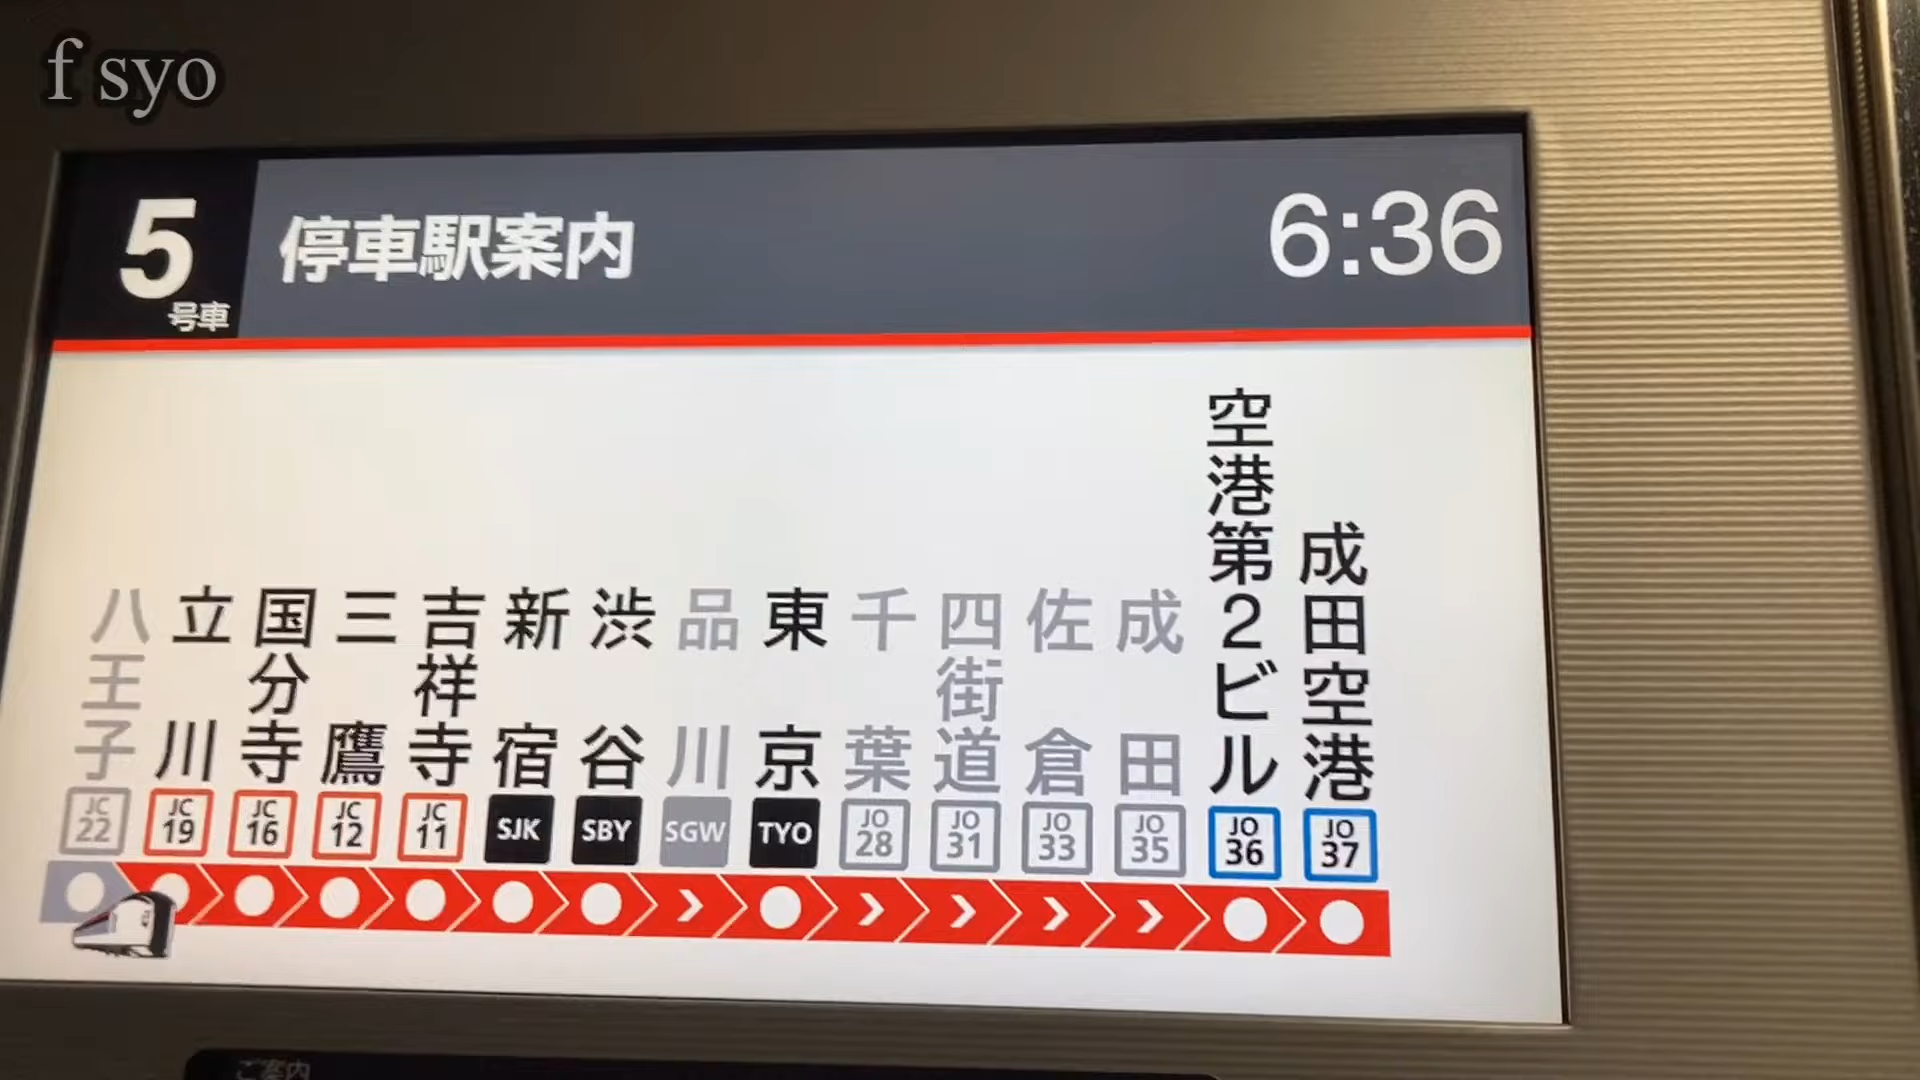 f syo
5号車
停車駅案内
6:36
八王子
JC 22
立川
JC 19
国分寺
JC 16
三鷹
JC 12
吉祥寺
JC 11
新宿
SJK
渋谷
SBY
品川
SGW
東京
TYO
千葉
JO 28
四街道
JO 31
佐倉
JO 33
成田
JO 35
空港第2ビル
JO 36
成田空港
JO 37
ご案内